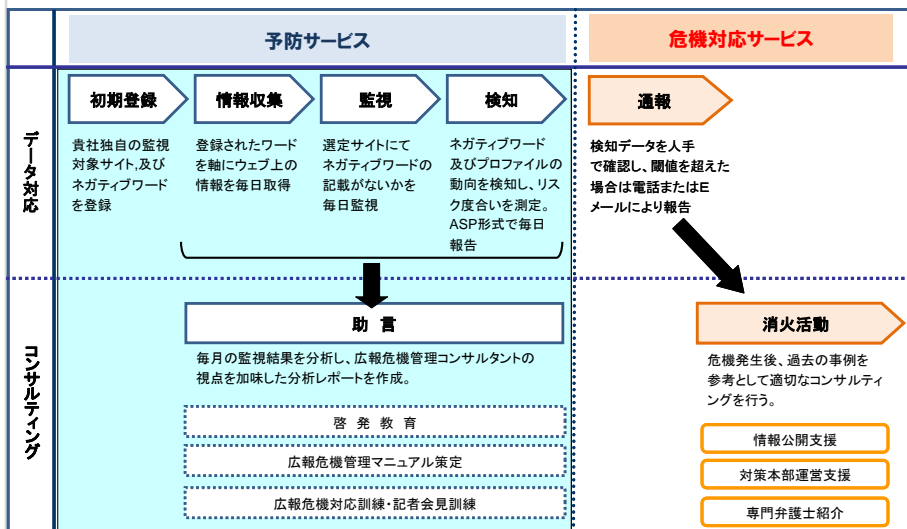 予防サービス
危機対応サービス
データ対応
初期登録
貴社独自の監視
対象サイト,及び
ネガティブワード
を登録
情報収集
登録されたワード
を軸にウェブ上の
情報を毎日取得
監視
選定サイトにて
ネガティブワードの
記載がないかを
毎日監視
検知
ネガティブワード
及びプロファイルの
動向を検知し、リス
ク度合いを測定。
ASP形式で毎日
報告
通報
検知データを人手
で確認し、閾値を超えた
場合は電話またはE
メールにより報告
コンサルティング
助 言
毎月の監視結果を分析し、広報危機管理コンサルタントの
視点を加味した分析レポートを作成。
啓 発 教 育
広報危機管理マニュアル策定
広報危機対応訓練・記者会見訓練
消火活動
危機発生後、過去の事例を
参考として適切なコンサルティ
ングを行う。
情報公開支援
対策本部運営支援
専門弁護士紹介